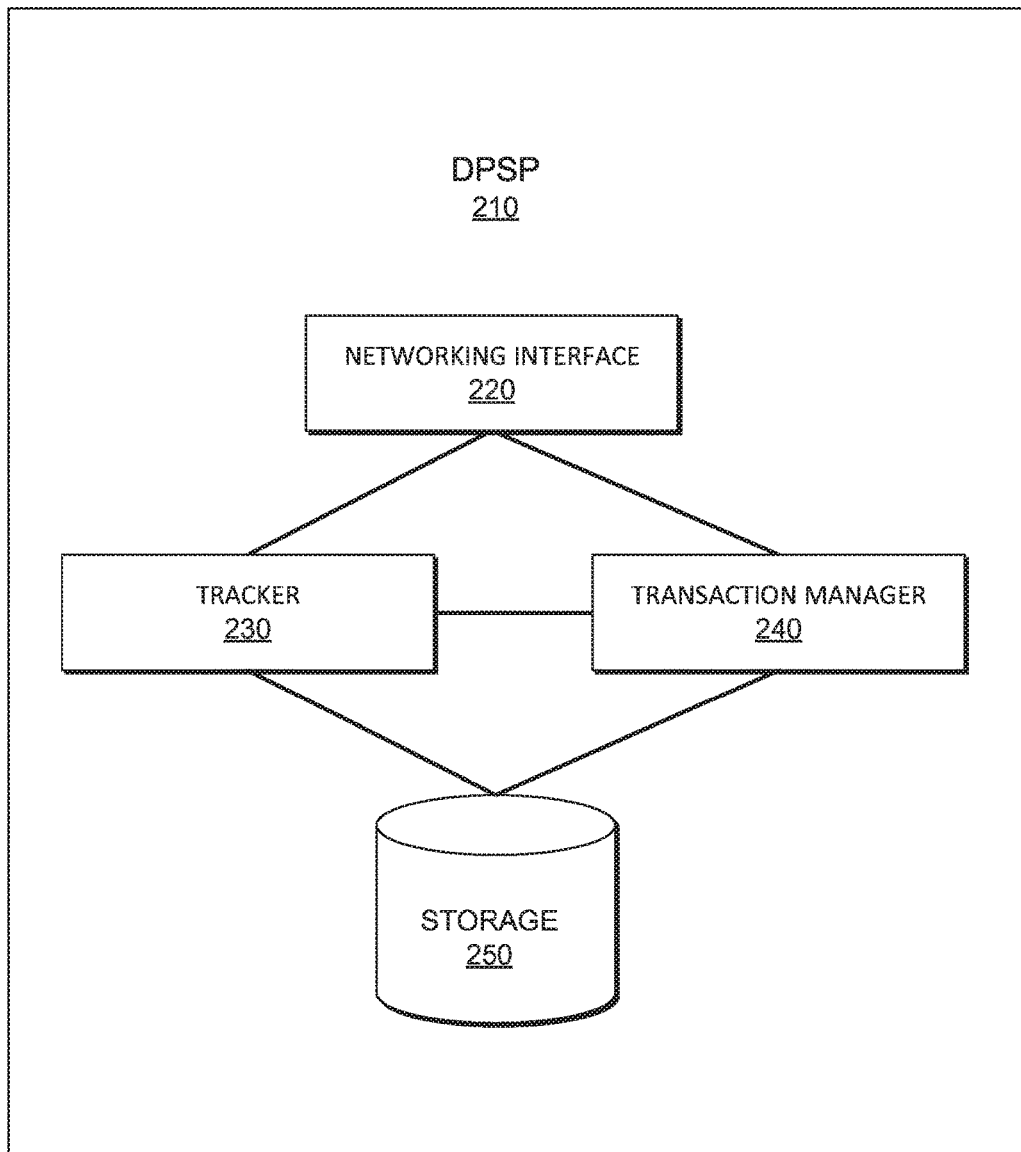 DPSP
210
NETWORKING INTERFACE
220
TRACKER
230
TRANSACTION MANAGER
240
STORAGE
250